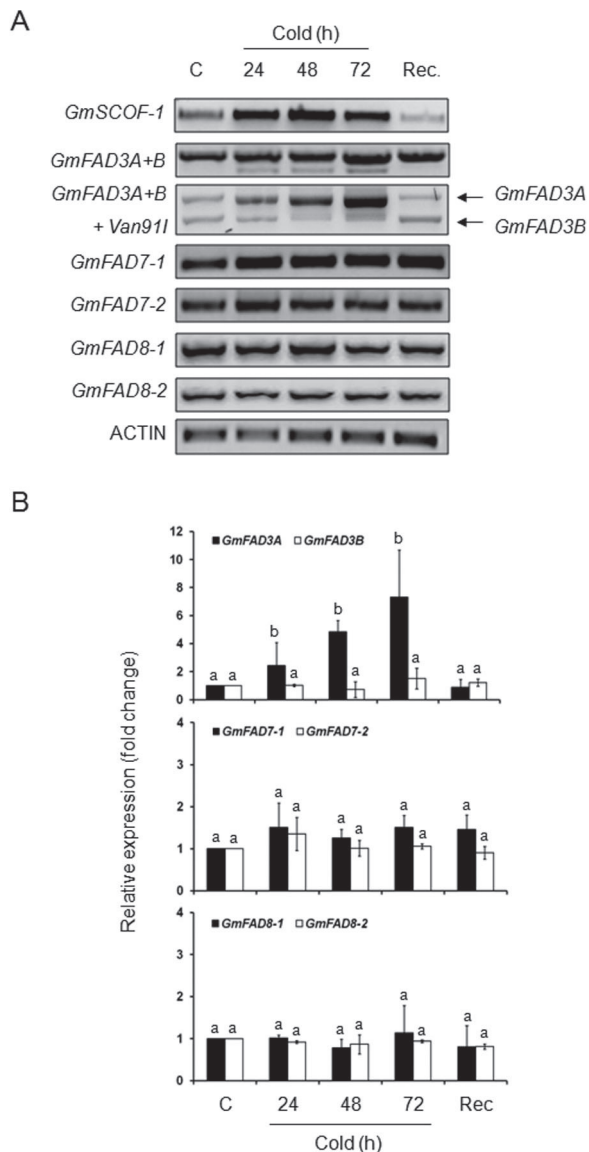 A
Cold (h)
C 24 48 72 Rec.
GmSCOF-1
GmFAD3A+B
GmFAD3A+B
+ Van91I
GmFAD3A
GmFAD3B
GmFAD7-1
GmFAD7-2
GmFAD8-1
GmFAD8-2
ACTIN
B
Relative expression (fold change)
12
10
8
6
4
2
0
GmFAD3A GmFAD3B
a a b a b a b a a a
4
3
2
1
0
GmFAD7-1 GmFAD7-2
a a a a a a a a a a
4
3
2
1
0
GmFAD8-1 GmFAD8-2
a a a a a a a a a a
C 24 48 72 Rec
Cold (h)